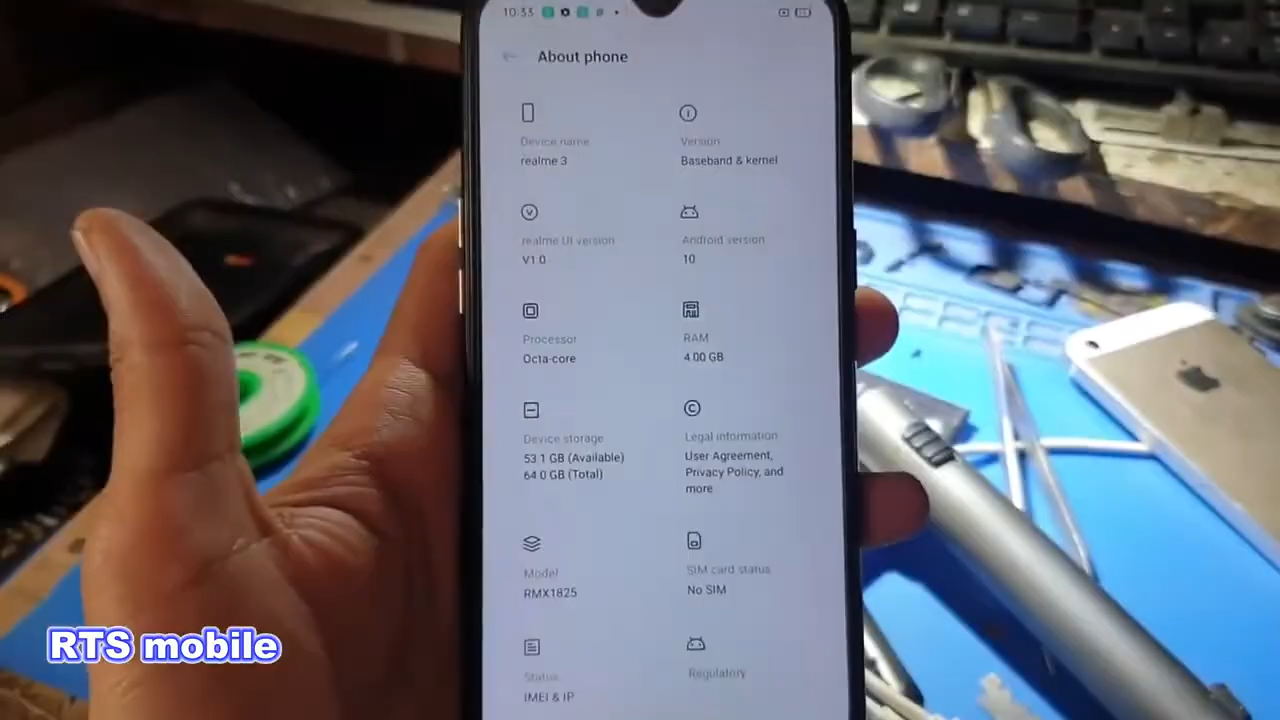 10:33
About phone
Device name
realme 3
Version
Baseband & kernel
realme UI version
V1.0
Android version
10
Processor
Octa-core
RAM
4.00 GB
Device storage
53.1 GB (Available)
64.0 GB (Total)
Legal information
User Agreement,
Privacy Policy, and
more
Model
RMX1825
SIM card status
No SIM
Status
IMEI & IP
Regulatory
RTS mobile